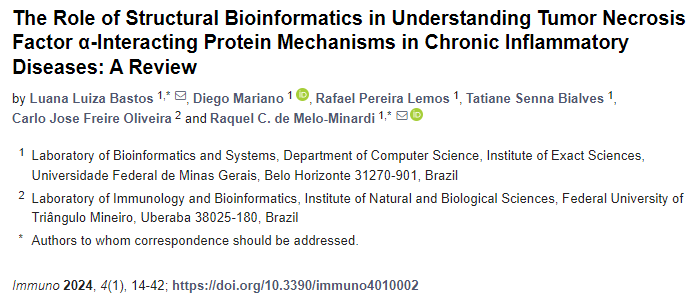 The Role of Structural Bioinformatics in Understanding Tumor Necrosis
Factor α-Interacting Protein Mechanisms in Chronic Inflammatory
Diseases: A Review
by Luana Luiza Bastos 1,* , Diego Mariano 1 iD, Rafael Pereira Lemos 1, Tatiane Senna Bialves 1,
Carlo Jose Freire Oliveira 2 and Raquel C. de Melo-Minardi 1,* iD
1 Laboratory of Bioinformatics and Systems, Department of Computer Science, Institute of Exact Sciences,
Universidade Federal de Minas Gerais, Belo Horizonte 31270-901, Brazil
2 Laboratory of Immunology and Bioinformatics, Institute of Natural and Biological Sciences, Federal University of
Triângulo Mineiro, Uberaba 38025-180, Brazil
* Authors to whom correspondence should be addressed.
Immuno 2024, 4(1), 14-42; https://doi.org/10.3390/immuno4010002